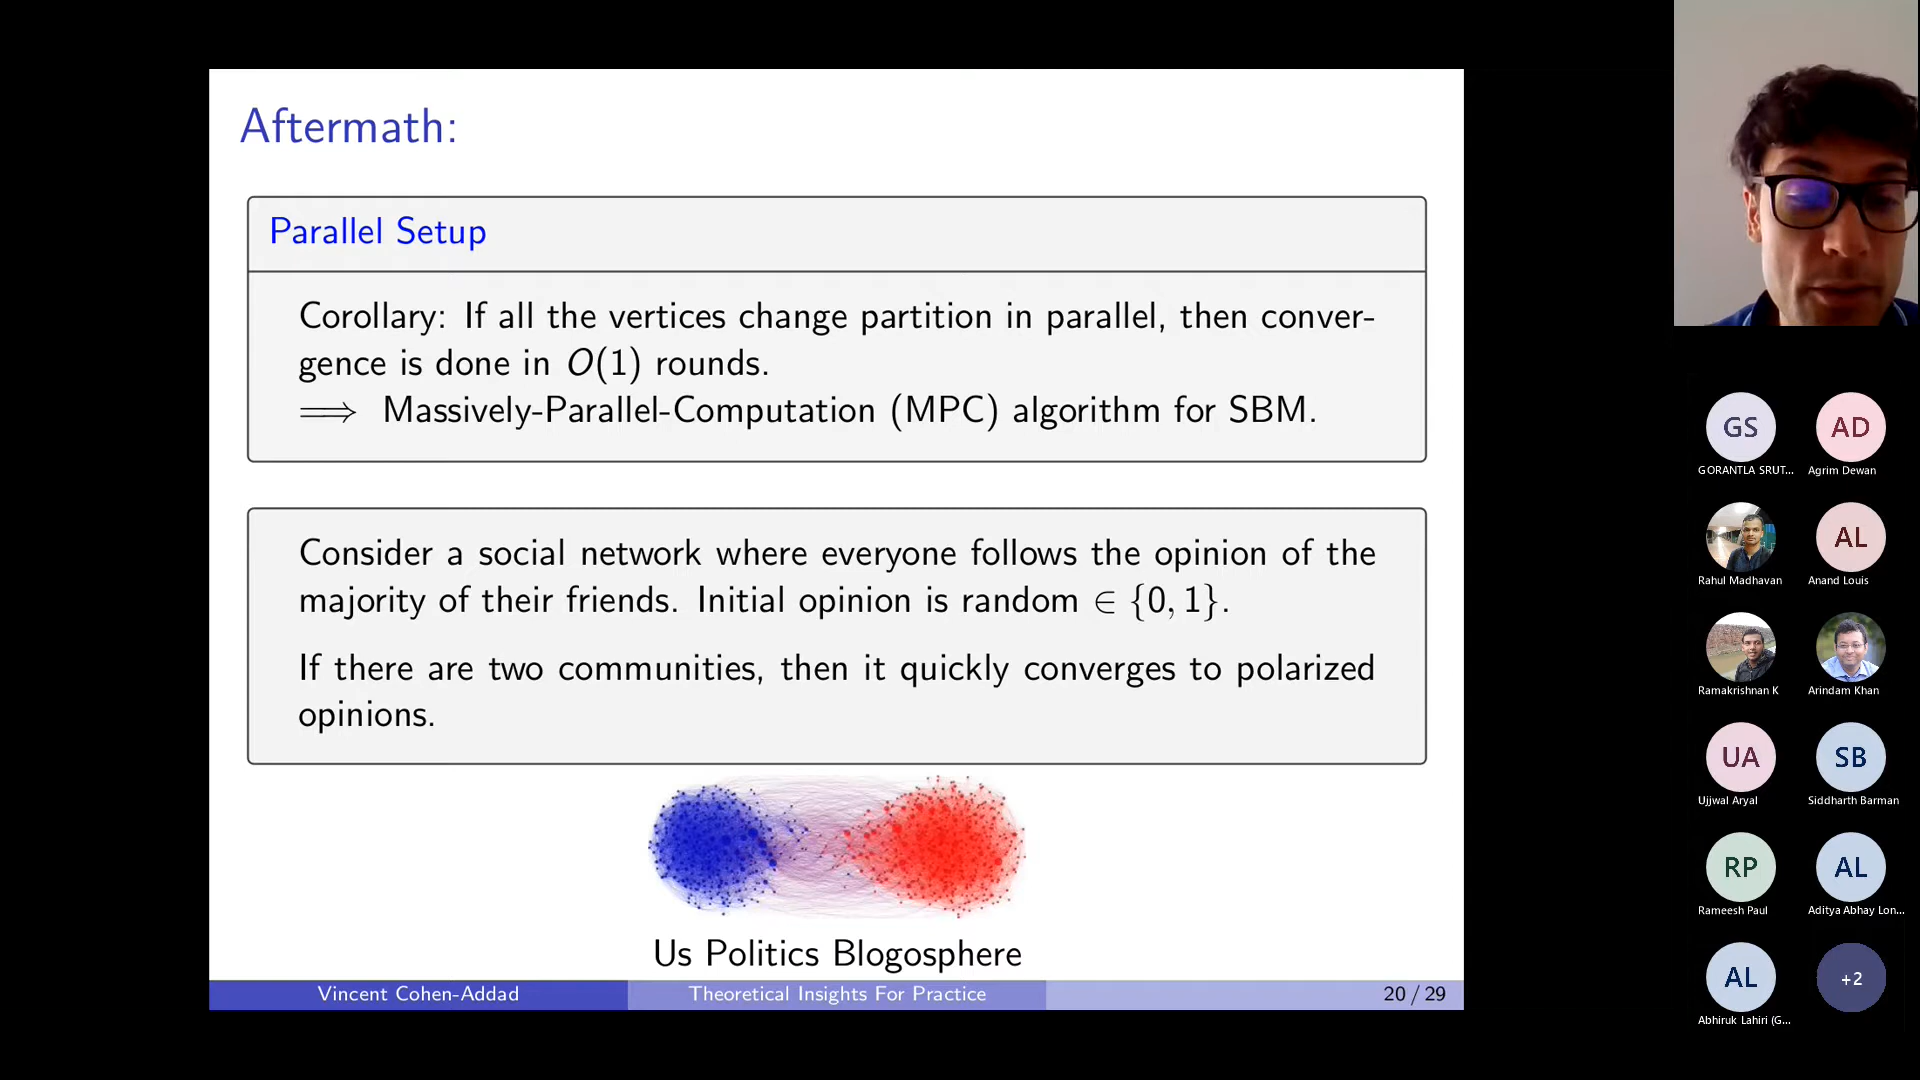 Aftermath:
Parallel Setup
Corollary: If all the vertices change partition in parallel, then conver-
gence is done in O(1) rounds.
⟹ Massively-Parallel-Computation (MPC) algorithm for SBM.
Consider a social network where everyone follows the opinion of the
majority of their friends. Initial opinion is random ∈ {0, 1}.
If there are two communities, then it quickly converges to polarized
opinions.
Us Politics Blogosphere
Vincent Cohen-Addad
Theoretical Insights For Practice
20 / 29
GS
AD
GORANTLA SRUT...
Agrim Dewan
AL
Rahul Madhavan
Anand Louis
Ramakrishnan K
Arindam Khan
UA
SB
Ujjwal Aryal
Siddharth Barman
RP
AL
Rameesh Paul
Aditya Abhay Lon...
AL
+2
Abhiruk Lahiri (G...